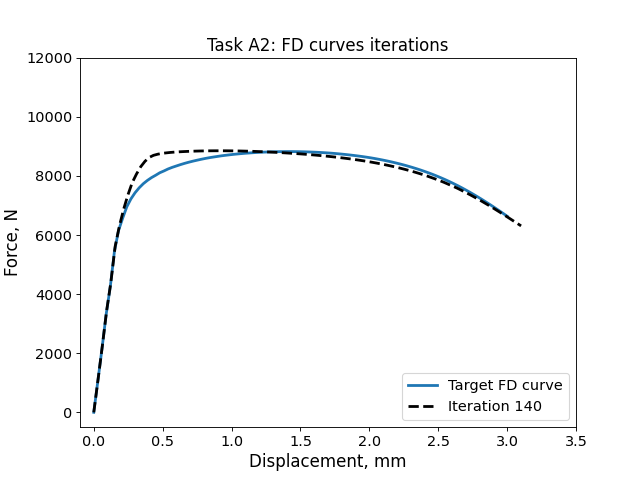 Task A2: FD curves iterations
12000
10000
8000
6000
4000
2000
0
Force, N
Target FD curve
Iteration 140
0.0 0.5 1.0 1.5 2.0 2.5 3.0 3.5
Displacement, mm